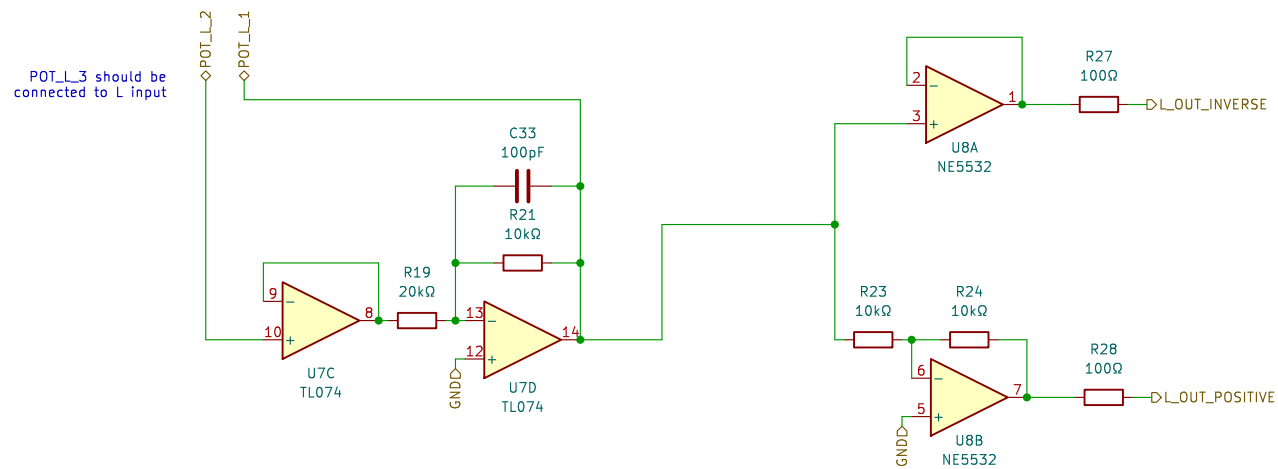 POT_L_2
POT_L_1
POT_L_3 should be
connected to L input
C33
100pF
R21
10kΩ
R19
20kΩ
9
10
8
U7C
TL074
13
12
14
GND
U7D
TL074
2
3
1
U8A
NE5532
R27
100Ω
L_OUT_INVERSE
R23
10kΩ
R24
10kΩ
6
5
7
GND
U8B
NE5532
R28
100Ω
L_OUT_POSITIVE